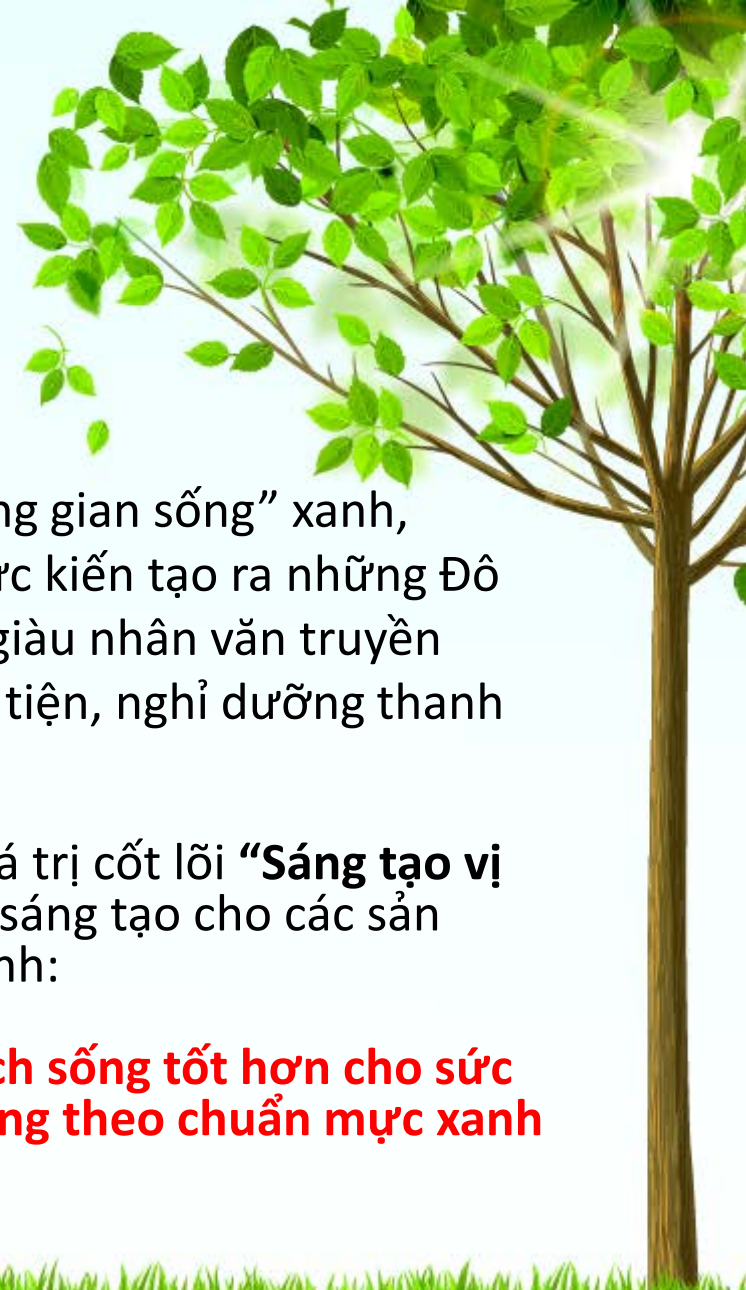 ng gian sống” xanh,
ực kiến tạo ra những Đô
giàu nhân văn truyền
tiện, nghỉ dưỡng thanh
á trị cốt lõi “Sáng tạo vị
sáng tạo cho các sản
nh:
ch sống tốt hơn cho sức
ng theo chuẩn mực xanh